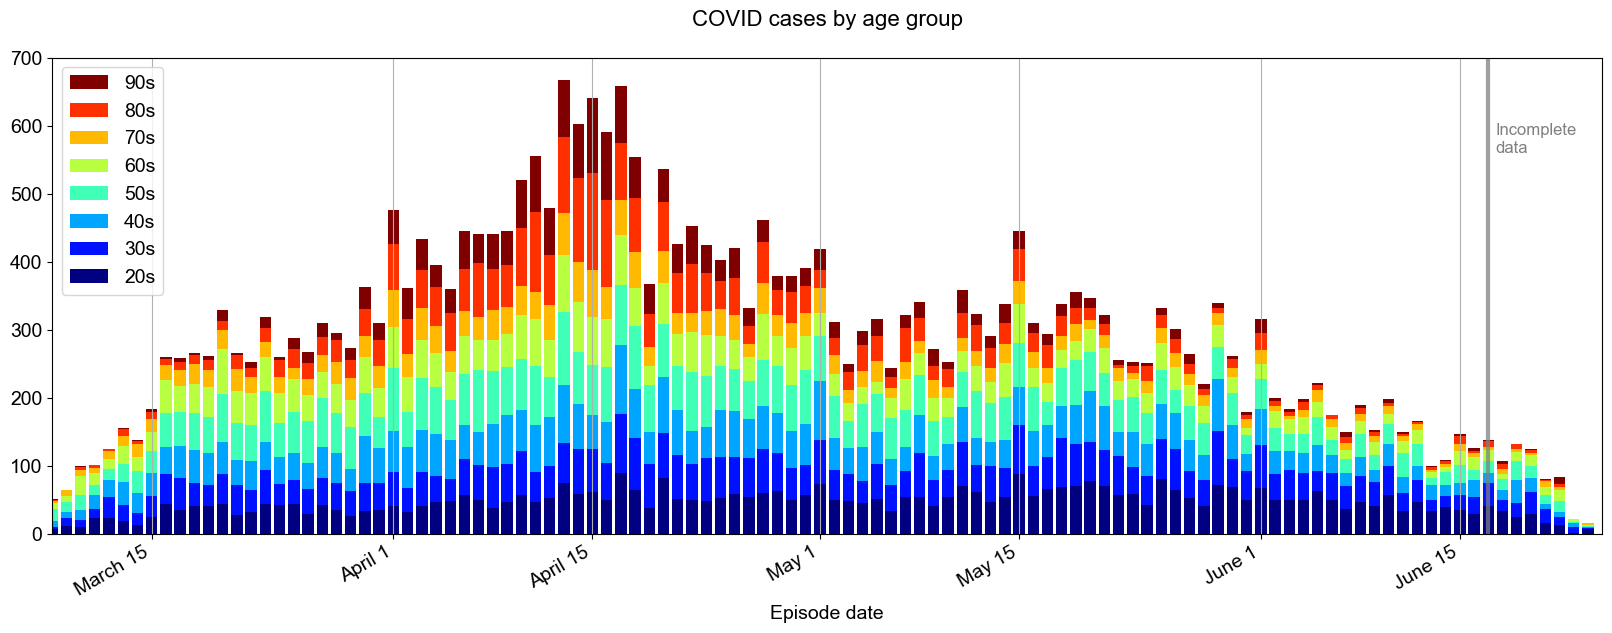 COVID cases by age group
700
600
500
400
300
200
100
0
90s
80s
70s
60s
50s
40s
30s
20s
Incomplete
data
March 15
April 1
April 15
May 1
May 15
June 1
June 15
Episode date